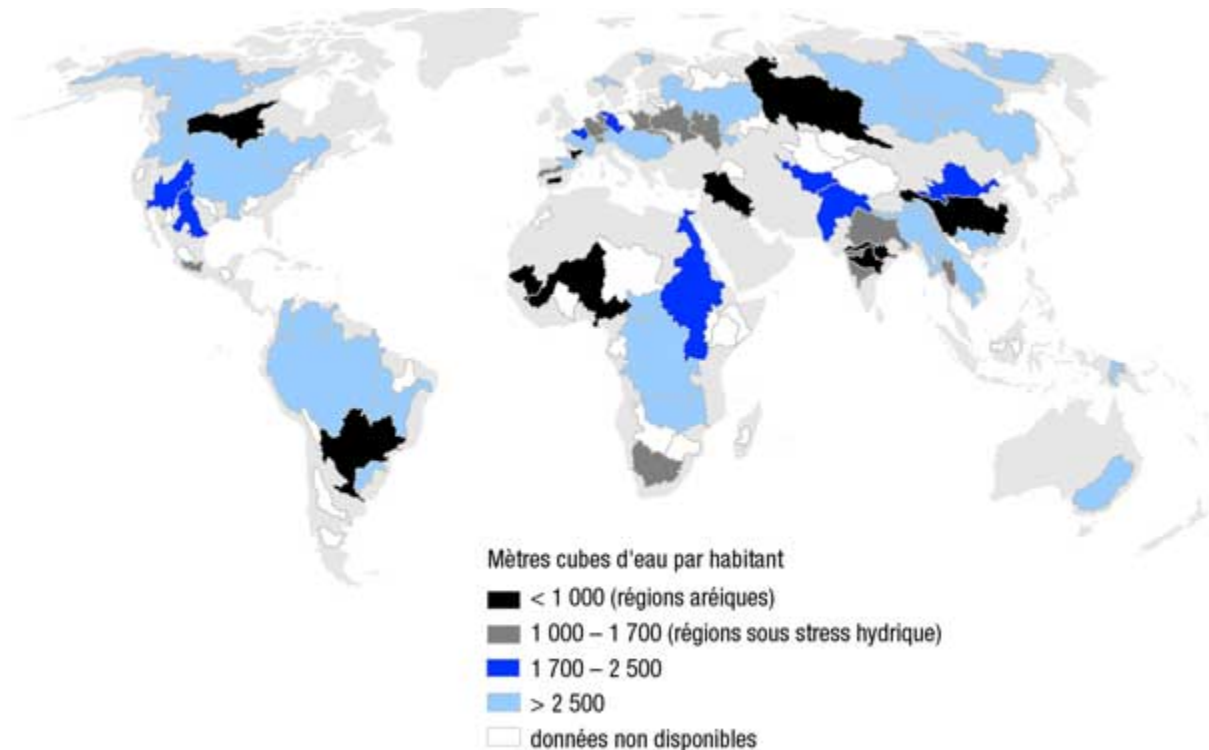 Mètres cubes d'eau par habitant
< 1 000 (régions aréiques)
1 000 – 1 700 (régions sous stress hydrique)
1 700 – 2 500
> 2 500
données non disponibles